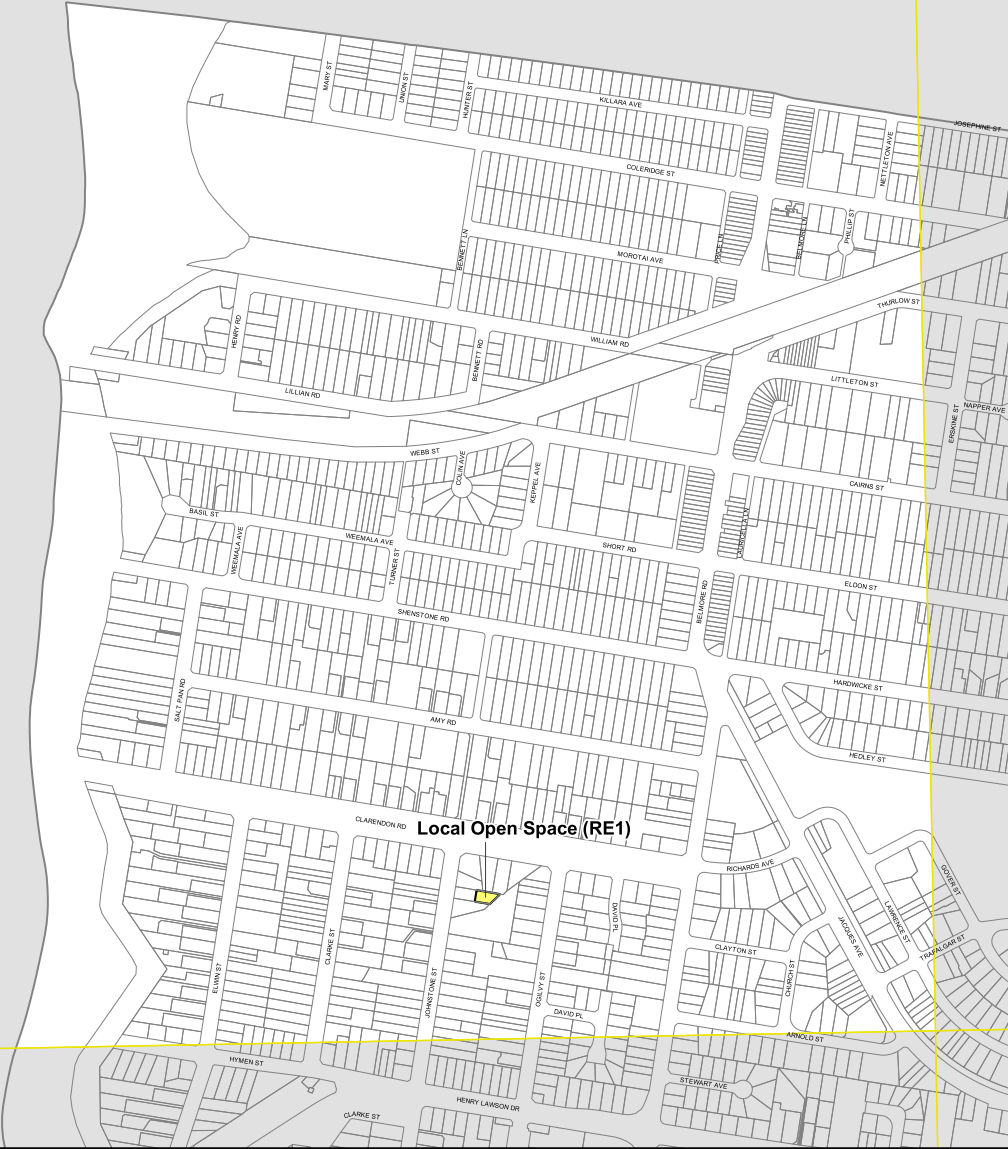 MARY ST
UNION ST
HUNTER ST
KILLARA AVE
JOSEPHINE ST
NETTLETON AVE
COLERIDGE ST
PRICE LN
BELMORE LN
PHILLIP ST
BENNETT LN
MOROTAI AVE
THURLOW ST
HENRY RD
BENNETT RD
WILLIAM RD
LITTLETON ST
LILLIAN RD
NAPPER AVE
ERSKINE ST
WEBB ST
COLIN AVE
KEPPEL AVE
CAIRNS ST
BASIL ST
WEEMALA AVE
WEEMALA AVE
TURNER ST
SHORT RD
LAURICELLA LN
ELDON ST
BELMORE RD
SHENSTONE RD
SALT PAN RD
HARDWICKE ST
AMY RD
HEDLEY ST
CLARENDON RD
Local Open Space (RE1)
RICHARDS AVE
GOVER ST
DAVID PL
LAWRENCE ST
JACQUES AVE
CLARKE ST
CLAYTON ST
TRAFALGAR ST
ELWIN ST
JOHNSTONE ST
OGILVY ST
CHURCH ST
DAVID PL
ARNOLD ST
HYMEN ST
STEWART AVE
HENRY LAWSON DR
CLARKE ST